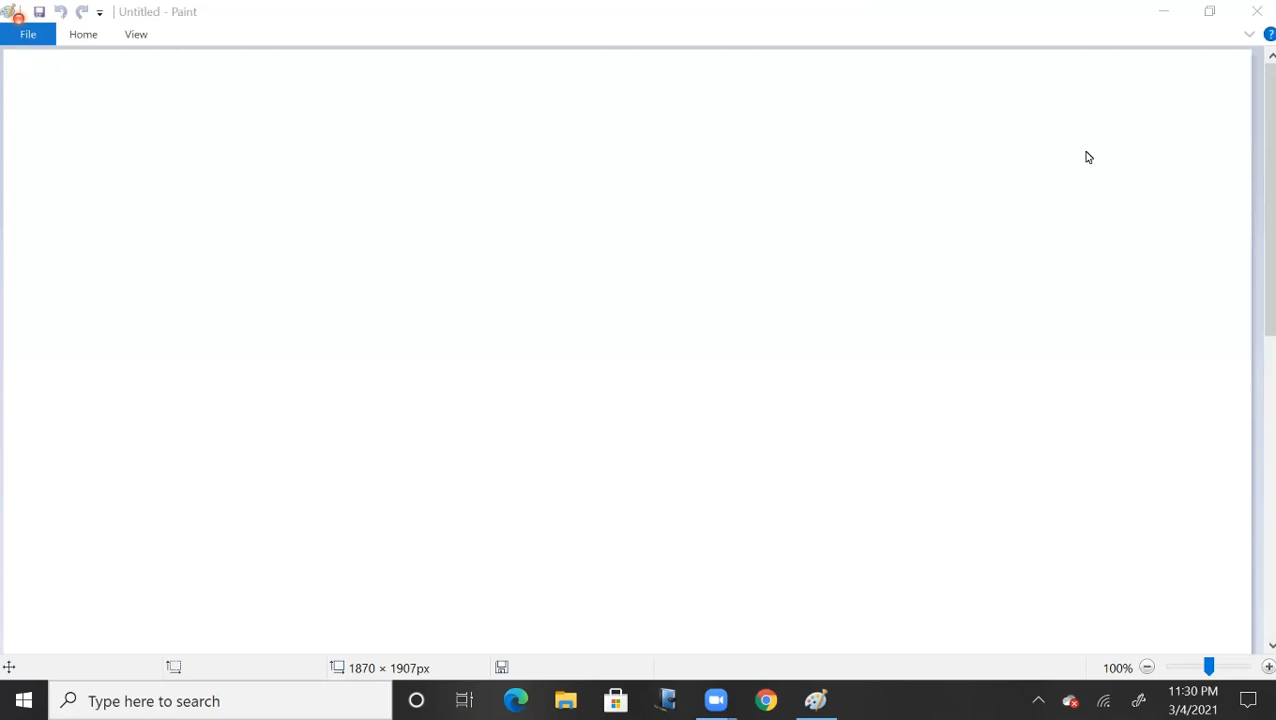 Untitled - Paint
File Home View
?
1870 × 1907px
100%
Type here to search
11:30 PM
3/4/2021